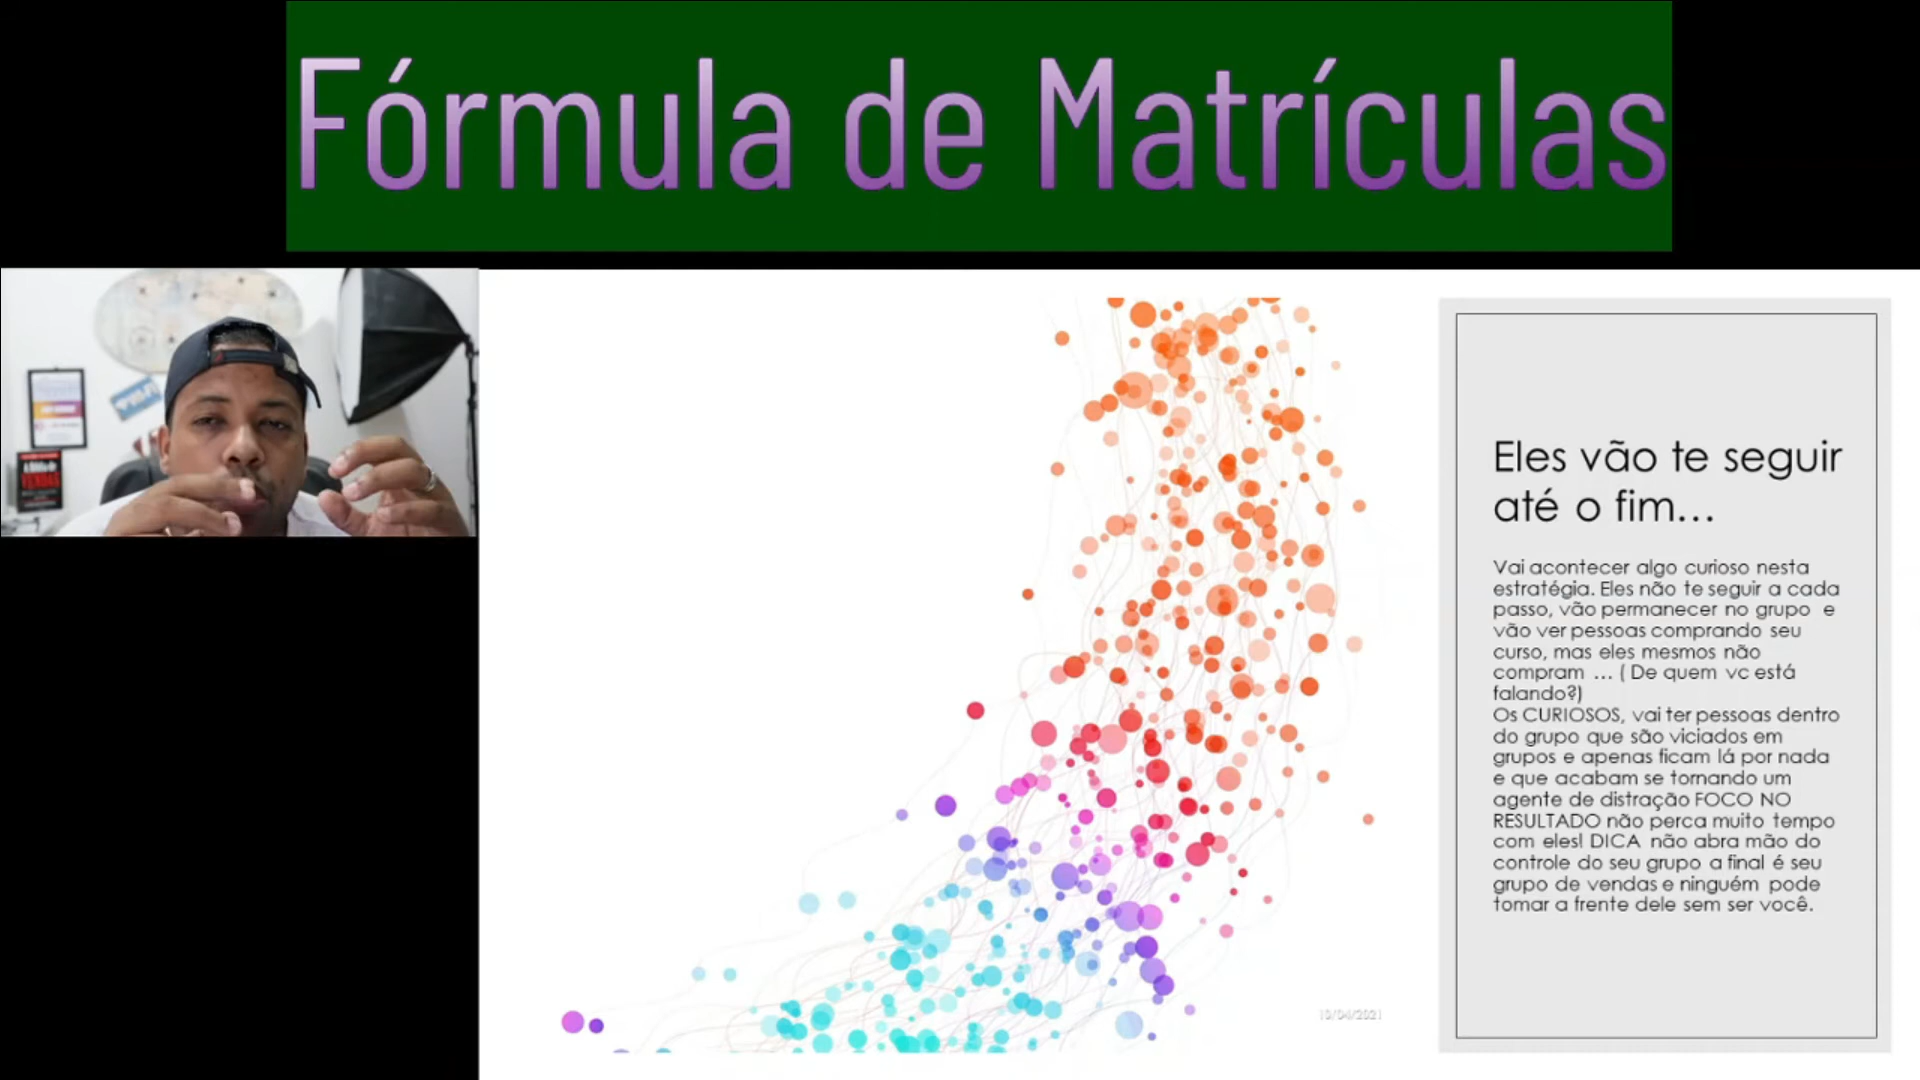 Fórmula de Matrículas
VENDAS
Eles vão te seguir
até o fim...
Vai acontecer algo curioso nesta
estratégia. Eles não te seguir a cada
passo, vão permanecer no grupo e
vão ver pessoas comprando seu
curso, mas eles mesmos não
compram ... ( De quem vc está
falando?)
Os CURIOSOS, vai ter pessoas dentro
do grupo que são viciados em
grupos e apenas ficam lá por nada
e que acabam se tornando um
agente de distração FOCO NO
RESULTADO não perca muito tempo
com eles! DICA não abra mão do
controle do seu grupo a final é seu
grupo de vendas e ninguém pode
tomar a frente dele sem ser você.
10/04/2021